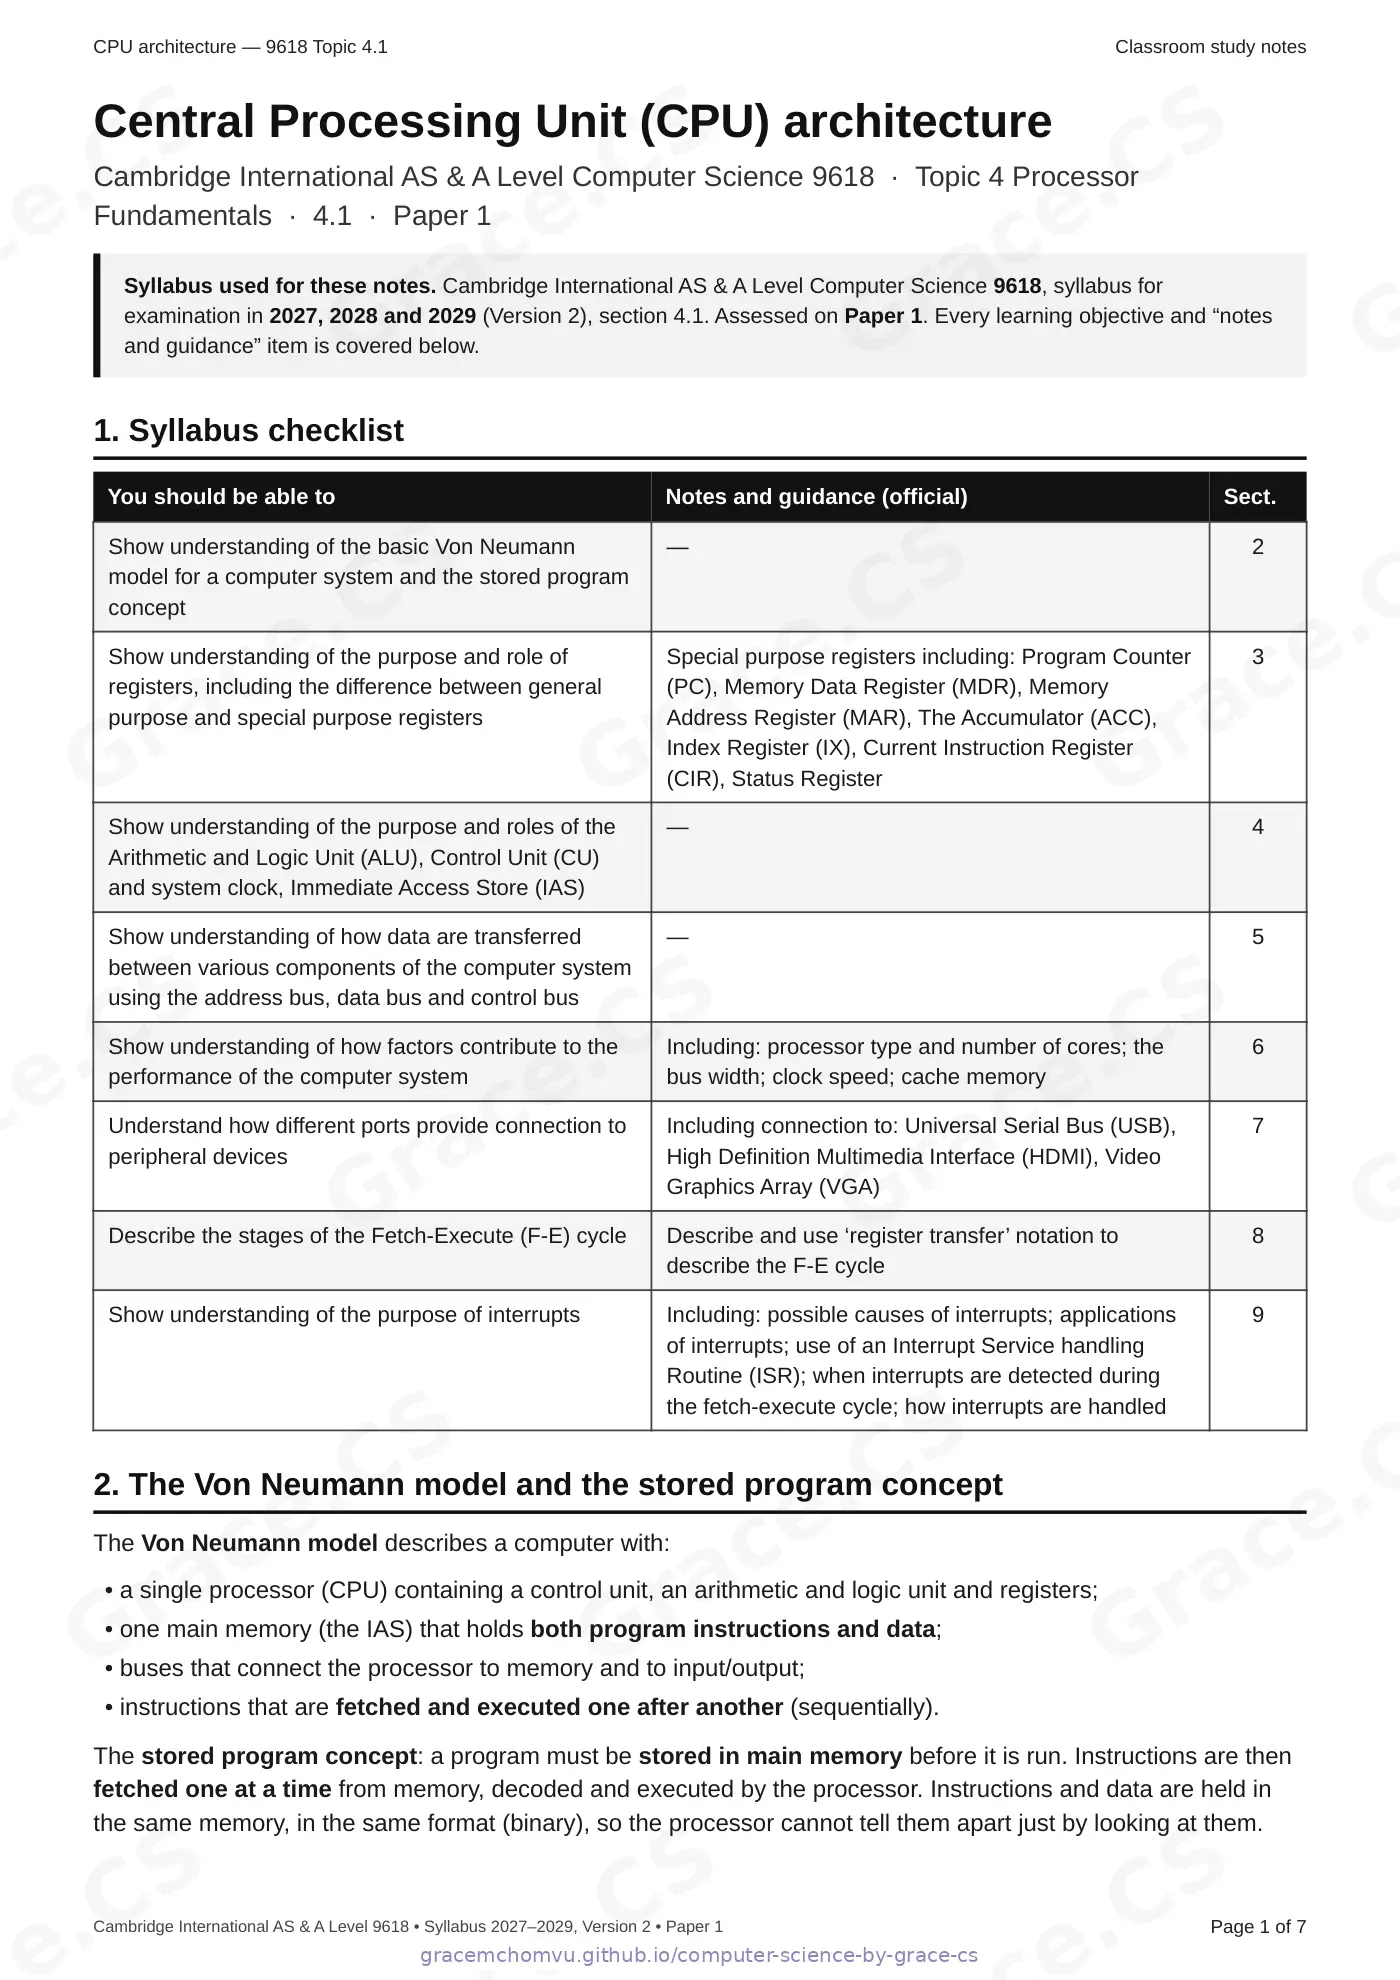 CPU architecture — 9618 Topic 4.1
Classroom study notes
Central Processing Unit (CPU) architecture
Cambridge International AS & A Level Computer Science 9618 · Topic 4 Processor
Fundamentals · 4.1 · Paper 1
Syllabus used for these notes. Cambridge International AS & A Level Computer Science 9618, syllabus for
examination in 2027, 2028 and 2029 (Version 2), section 4.1. Assessed on Paper 1. Every learning objective and “notes
and guidance” item is covered below.
1. Syllabus checklist
You should be able to
Notes and guidance (official)
Sect.
Show understanding of the basic Von Neumann
model for a computer system and the stored program
concept
—
2
Show understanding of the purpose and role of
registers, including the difference between general
purpose and special purpose registers
Special purpose registers including: Program Counter
(PC), Memory Data Register (MDR), Memory
Address Register (MAR), The Accumulator (ACC),
Index Register (IX), Current Instruction Register
(CIR), Status Register
3
Show understanding of the purpose and roles of the
Arithmetic and Logic Unit (ALU), Control Unit (CU)
and system clock, Immediate Access Store (IAS)
—
4
Show understanding of how data are transferred
between various components of the computer system
using the address bus, data bus and control bus
—
5
Show understanding of how factors contribute to the
performance of the computer system
Including: processor type and number of cores; the
bus width; clock speed; cache memory
6
Understand how different ports provide connection to
peripheral devices
Including connection to: Universal Serial Bus (USB),
High Definition Multimedia Interface (HDMI), Video
Graphics Array (VGA)
7
Describe the stages of the Fetch-Execute (F-E) cycle
Describe and use ‘register transfer’ notation to
describe the F-E cycle
8
Show understanding of the purpose of interrupts
Including: possible causes of interrupts; applications
of interrupts; use of an Interrupt Service handling
Routine (ISR); when interrupts are detected during
the fetch-execute cycle; how interrupts are handled
9
2. The Von Neumann model and the stored program concept
The Von Neumann model describes a computer with:
• a single processor (CPU) containing a control unit, an arithmetic and logic unit and registers;
• one main memory (the IAS) that holds both program instructions and data;
• buses that connect the processor to memory and to input/output;
• instructions that are fetched and executed one after another (sequentially).
The stored program concept: a program must be stored in main memory before it is run. Instructions are then
fetched one at a time from memory, decoded and executed by the processor. Instructions and data are held in
the same memory, in the same format (binary), so the processor cannot tell them apart just by looking at them.
Cambridge International AS & A Level 9618 • Syllabus 2027–2029, Version 2 • Paper 1
Page 1 of 7
gracemchomvu.github.io/computer-science-by-grace-cs
Grace.CS